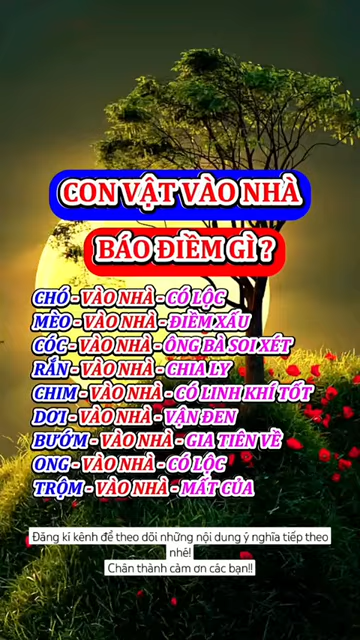 CON VẬT VÀO NHÀ
BÁO ĐIỀM GÌ ?
CHÓ - VÀO NHÀ - CÓ LỘC
MÈO - VÀO NHÀ - ĐIỀM XẤU
CÓC - VÀO NHÀ - ÔNG BÀ SOI XÉT
RẮN - VÀO NHÀ - CHIA LY
CHIM - VÀO NHÀ - CÓ LINH KHÍ TỐT
DƠI - VÀO NHÀ - VẬN ĐEN
BƯỚM - VÀO NHÀ - GIA TIÊN VỀ
ONG - VÀO NHÀ - CÓ LỘC
TRỘM - VÀO NHÀ - MẤT CỦA
Đăng kí kênh để theo dõi những nội dung ý nghĩa tiếp theo
nhé!
Chân thành cảm ơn các bạn!!